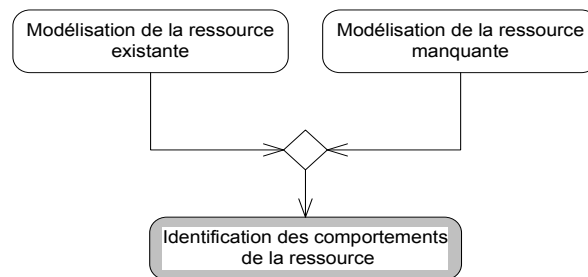 Modélisation de la ressource
existante
Modélisation de la ressource
manquante
Identification des comportements
de la ressource